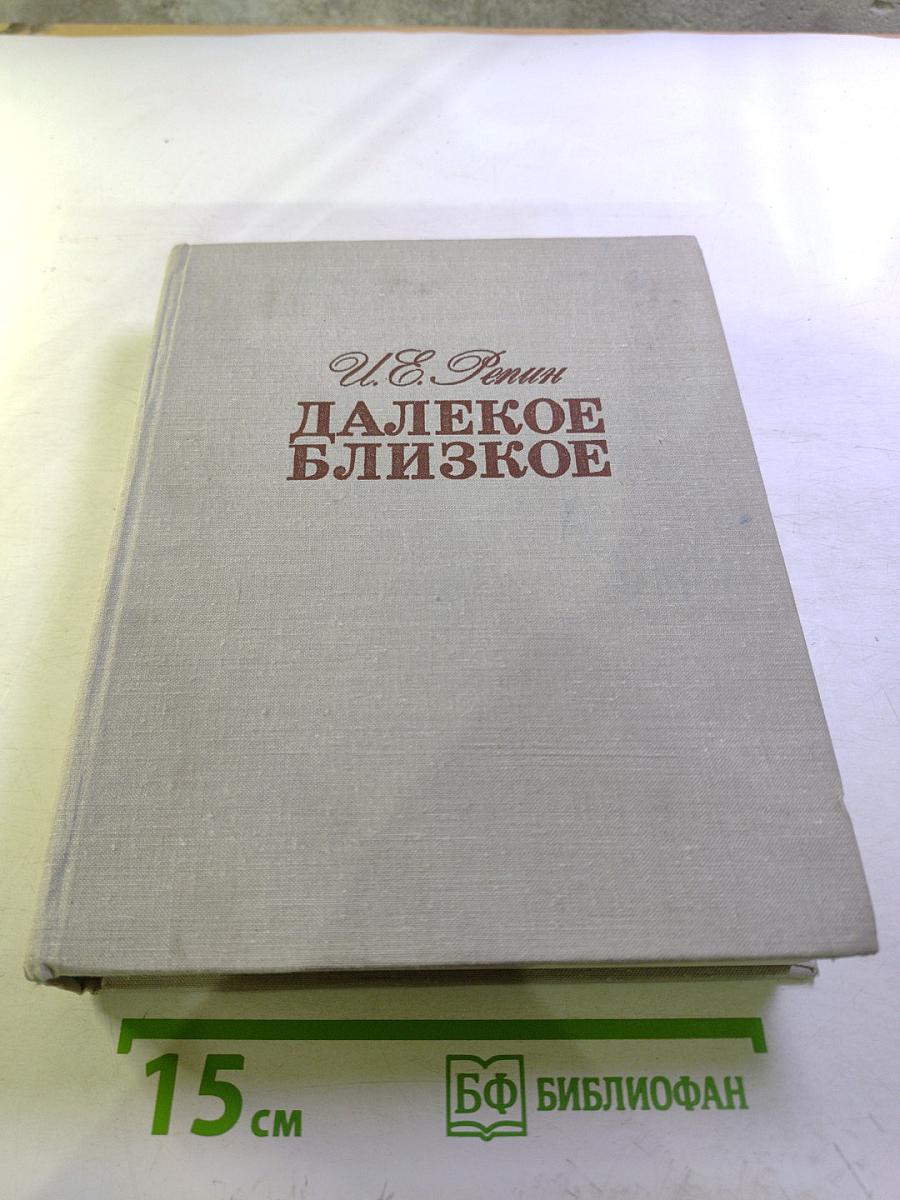 И.Е. Репин
ДАЛЕКОЕ
БЛИЗКОЕ
15 см
БФ БИБЛИОФАН